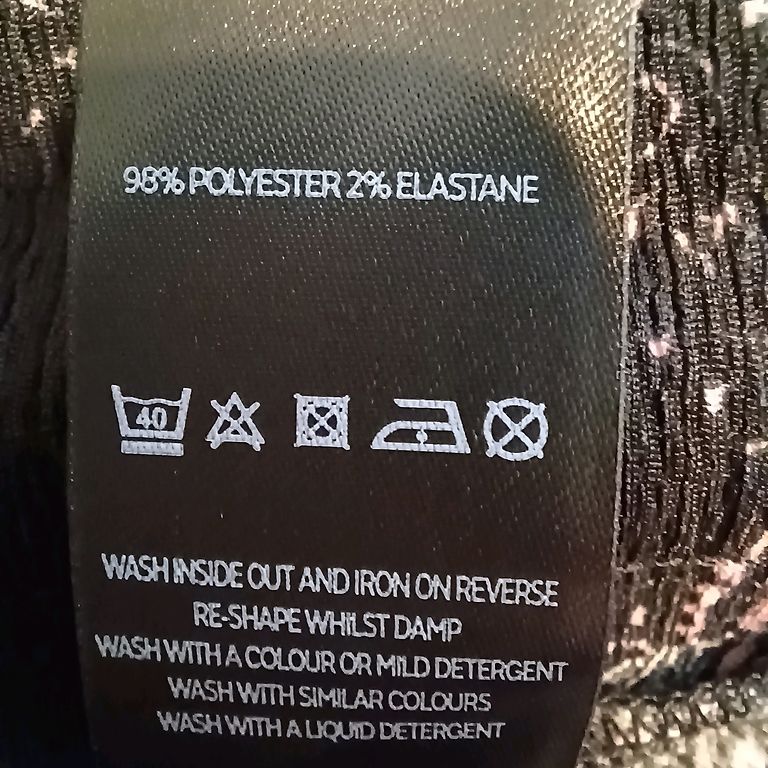 98% POLYESTER 2% ELASTANE
40
WASH INSIDE OUT AND IRON ON REVERSE
RE-SHAPE WHILST DAMP
WASH WITH A COLOUR OR MILD DETERGENT
WASH WITH SIMILAR COLOURS
WASH WITH A LIQUID DETERGENT